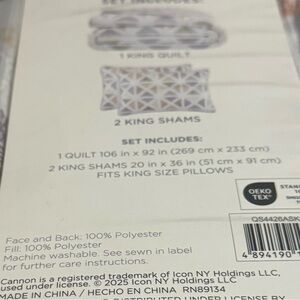 SET INCLUDES:
1 KING QUILT
2 KING SHAMS
SET INCLUDES:
1 QUILT 106 in x 92 in (269 cm x 233 cm)
2 KING SHAMS 20 in x 36 in (51 cm x 91 cm)
FITS KING SIZE PILLOWS
OEKO
TEX®
STAN
QS4426ASK
Face and Back: 100% Polyester
Fill: 100% Polyester
Machine washable. See sewn in label
for further care instructions.
4 894190
Cannon is a registered trademark of Icon NY Holdings LLC,
used under license. © 2025 Icon NY Holdings LLC
MADE IN CHINA / HECHO EN CHINA RN89134